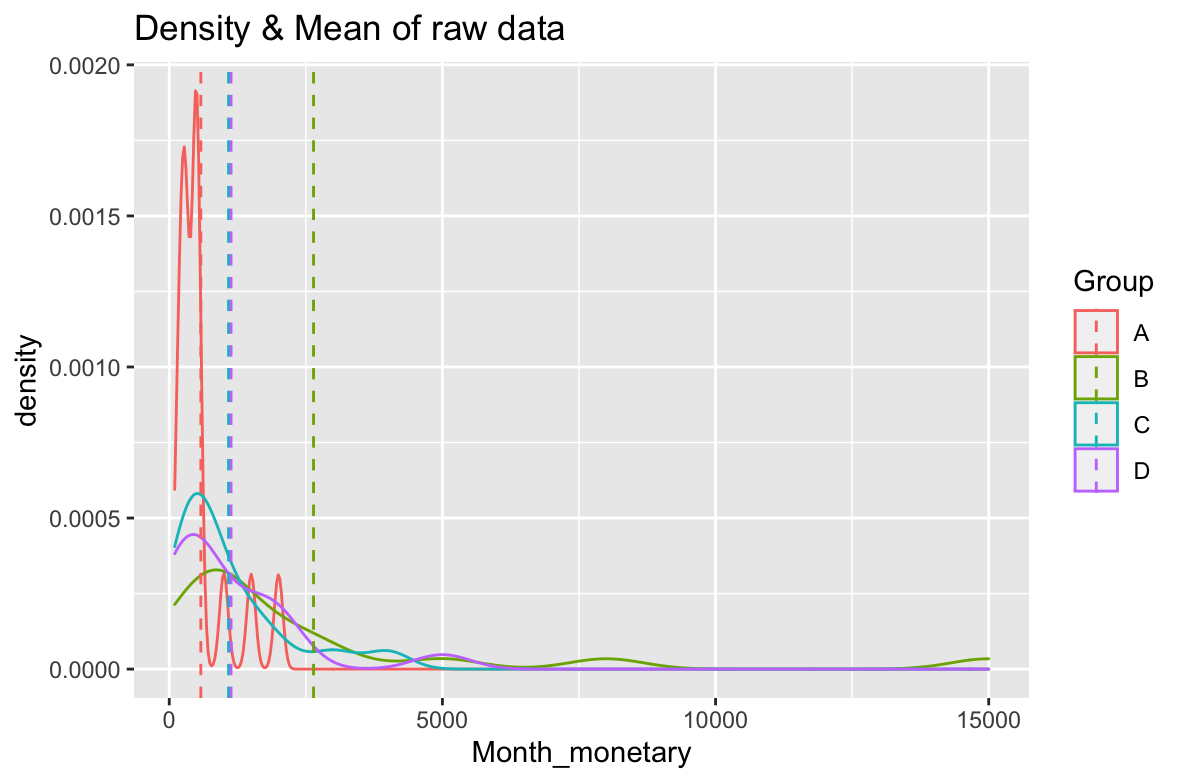 Density & Mean of raw data
0.0020
0.0015
0.0010
0.0005
0.0000
density
0
5000
10000
15000
Month_monetary
Group
A
B
C
D